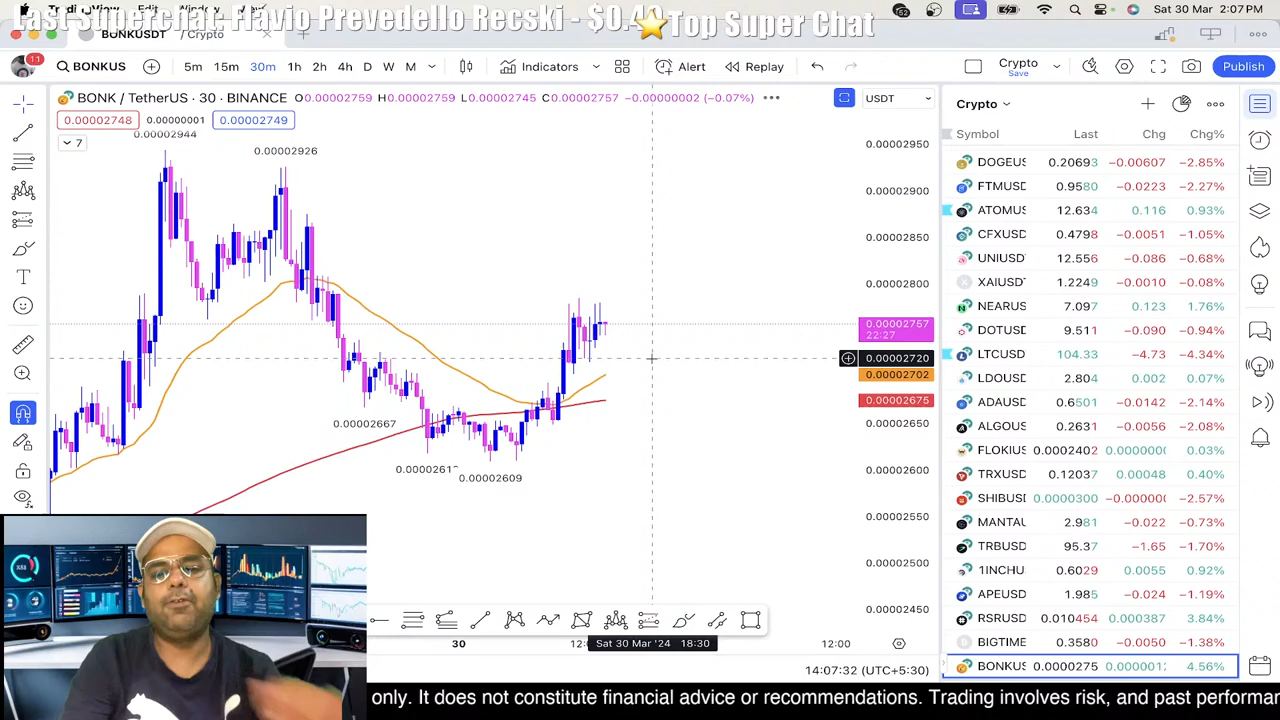 Last Superchat: Flavio Prevedello Recski - $0.40 ⭐Top Super Chat
Sat 30 Mar 2:07 PM
BONKUSDT / Crypto
11
BONKUS
5m 15m 30m 1h 2h 4h D W M
Indicators
Alert
Replay
Crypto
Save
Publish
BONK / TetherUS · 30 · BINANCE O0.00002759 H0.00002759 L0.00002745 C0.00002757 −0.00000002 (−0.07%)
USDT
0.00002748 0.00000001 0.00002749
7
0.00002944
0.00002926
0.00002667
0.00002609
0.00002950
0.00002900
0.00002850
0.00002800
0.00002757
22:27
0.00002720
0.00002702
0.00002675
0.00002650
0.00002600
0.00002550
0.00002500
0.00002450
30
Sat 30 Mar '24 18:30
12:00
14:07:32 (UTC+5:30)
Crypto
Symbol Last Chg Chg%
DOGEUS 0.20693 −0.00607 −2.85%
FTMUSD 0.9580 −0.0223 −2.27%
ATOMUS 12.634 0.116 0.93%
CFXUSD 0.4798 −0.0051 −1.05%
UNIUSD 12.556 −0.086 −0.68%
XAIUSD 1.2249 −0.0010 −0.08%
NEARUS 7.097 0.123 1.76%
DOTUSD 9.511 −0.090 −0.94%
LTCUSD 104.33 −4.73 −4.34%
LDOUSD 2.804 0.002 0.07%
ADAUSD 0.6501 −0.0142 −2.14%
ALGOUS 0.2631 −0.0056 −2.08%
FLOKIUS 0.0002402 0.0000000 0.03%
TRXUSD 0.12037 0.00048 0.40%
SHIBUSD 0.0000300 −0.000000 −2.57%
MANTAU 2.981 −0.022 −0.73%
TRBUSD 95.37 −1.65 −1.70%
1INCHU 0.6029 0.0055 0.92%
APEUSD 1.985 −0.024 −1.19%
RSRUSD 0.010454 0.000387 3.84%
BIGTIME 0.3580 −0.0050 −1.38%
BONKUS 0.0000275 0.0000012 4.56%
only. It does not constitute financial advice or recommendations. Trading involves risk, and past performan